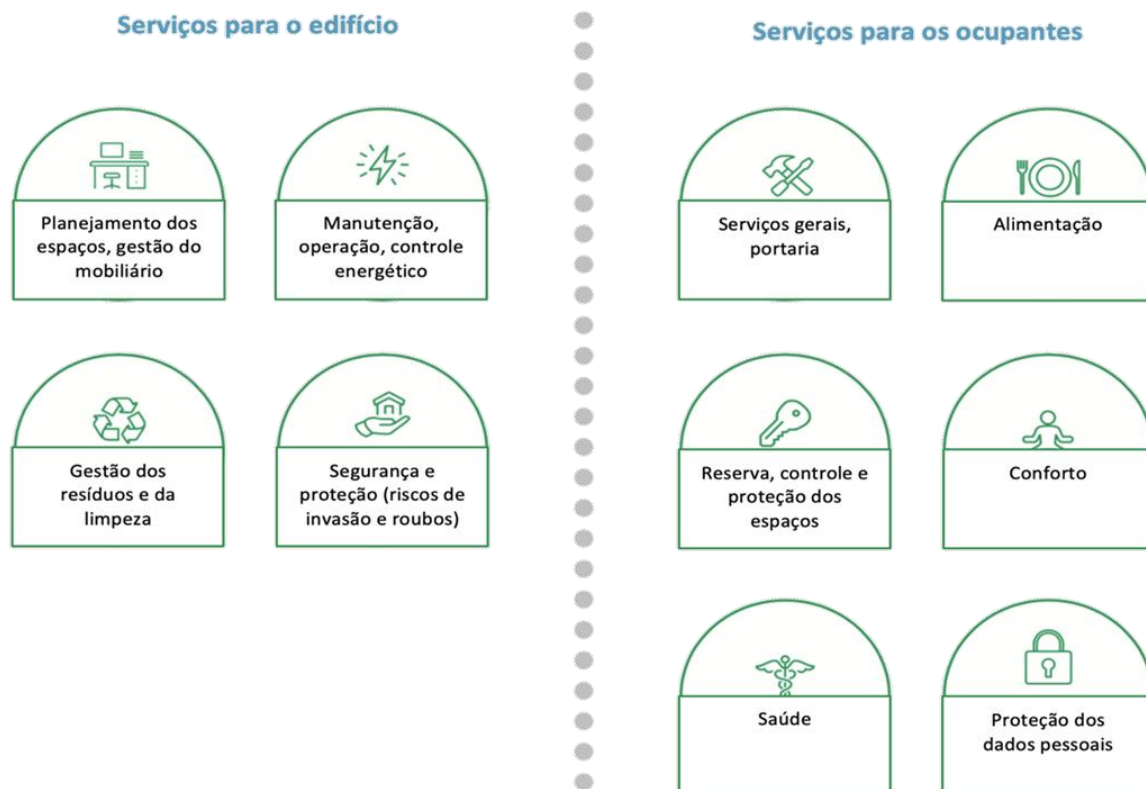 Serviços para o edifício
Planejamento dos
espaços, gestão do
mobiliário
Manutenção,
operação, controle
energético
Gestão dos
resíduos e da
limpeza
Segurança e
proteção (riscos de
invasão e roubos)
Serviços para os ocupantes
Serviços gerais,
portaria
Alimentação
Reserva, controle e
proteção dos
espaços
Conforto
Saúde
Proteção dos
dados pessoais